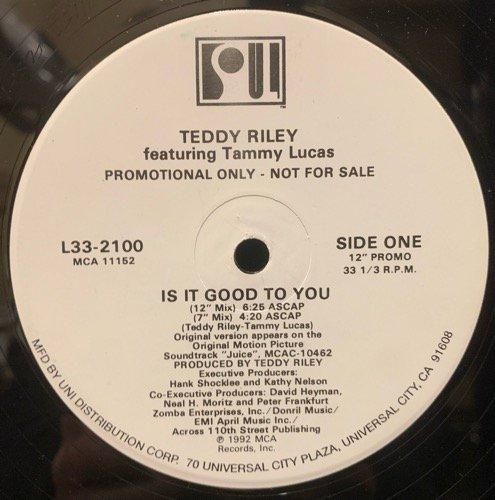 SOUL
TM
TEDDY RILEY
featuring Tammy Lucas
PROMOTIONAL ONLY - NOT FOR SALE
L33-2100
MCA 11152
SIDE ONE
12" PROMO
33 1/3 R.P.M.
IS IT GOOD TO YOU
(12" Mix) 6:25 ASCAP
(7" Mix) 4:20 ASCAP
(Teddy Riley-Tammy Lucas)
Original version appears on the
Original Motion Picture
Soundtrack "Juice", MCAC-10462
PRODUCED BY TEDDY RILEY
Executive Producers:
Hank Shocklee and Kathy Nelson
Co-Executive Producers: David Heyman,
Neal H. Moritz and Peter Frankfurt
Zomba Enterprises, Inc./Donril Music/
EMI April Music Inc./
Across 110th Street Publishing
℗ 1992 MCA
Records, Inc.
MFD BY UNI DISTRIBUTION CORP. 70 UNIVERSAL CITY PLAZA, UNIVERSAL CITY, CA 91608